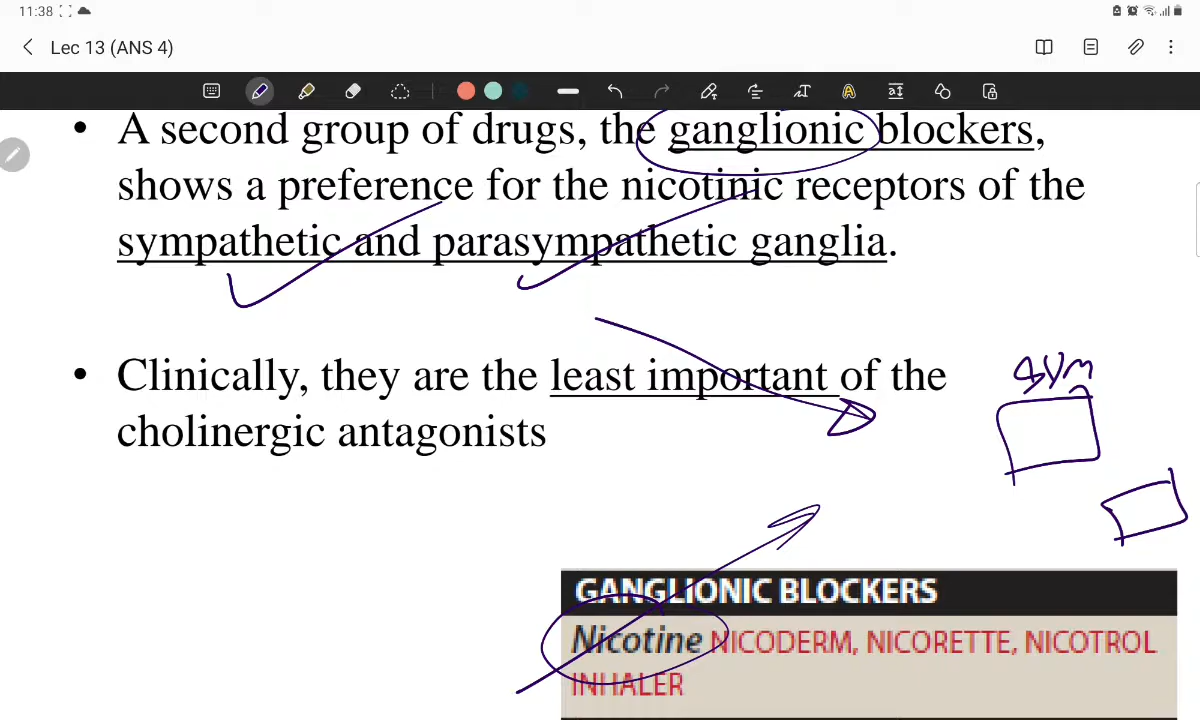 11:38
Lec 13 (ANS 4)
• A second group of drugs, the ganglionic blockers,
shows a preference for the nicotinic receptors of the
sympathetic and parasympathetic ganglia.
• Clinically, they are the least important of the
cholinergic antagonists
sym
GANGLIONIC BLOCKERS
Nicotine NICODERM, NICORETTE, NICOTROL
INHALER